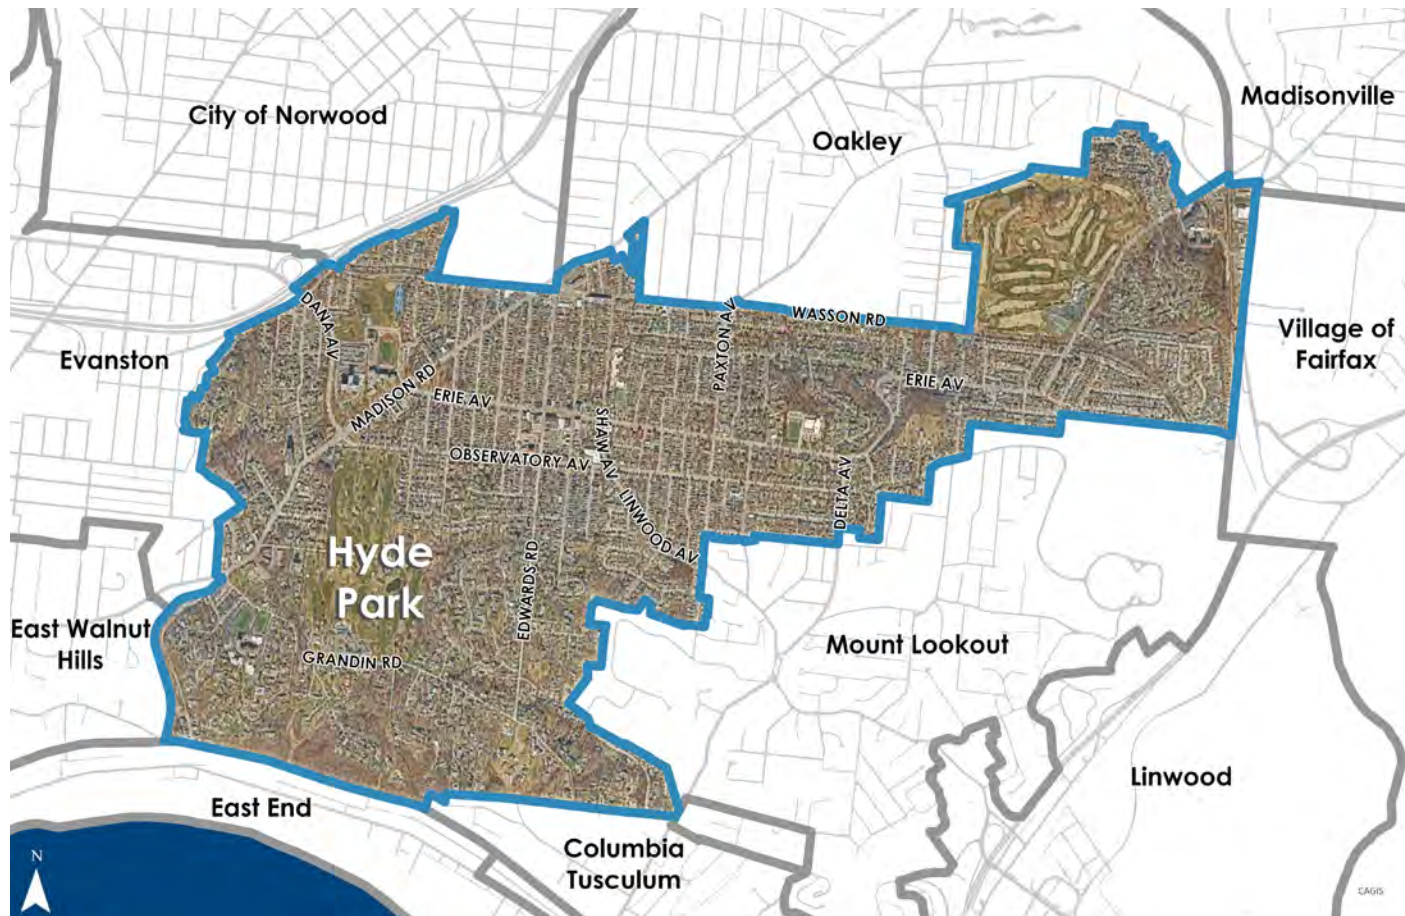 Madisonville
City of Norwood
Oakley
DANA AV
PAXTON AV
WASSON RD
Village of
Fairfax
Evanston
MADISON RD
ERIE AV
ERIE AV
SHAW AV
OBSERVATORY AV
DELTA AV
LINWOOD AV
Hyde
Park
EDWARDS RD
East Walnut
Hills
GRANDIN RD
Mount Lookout
Linwood
East End
Columbia
Tusculum
N
CAGIS